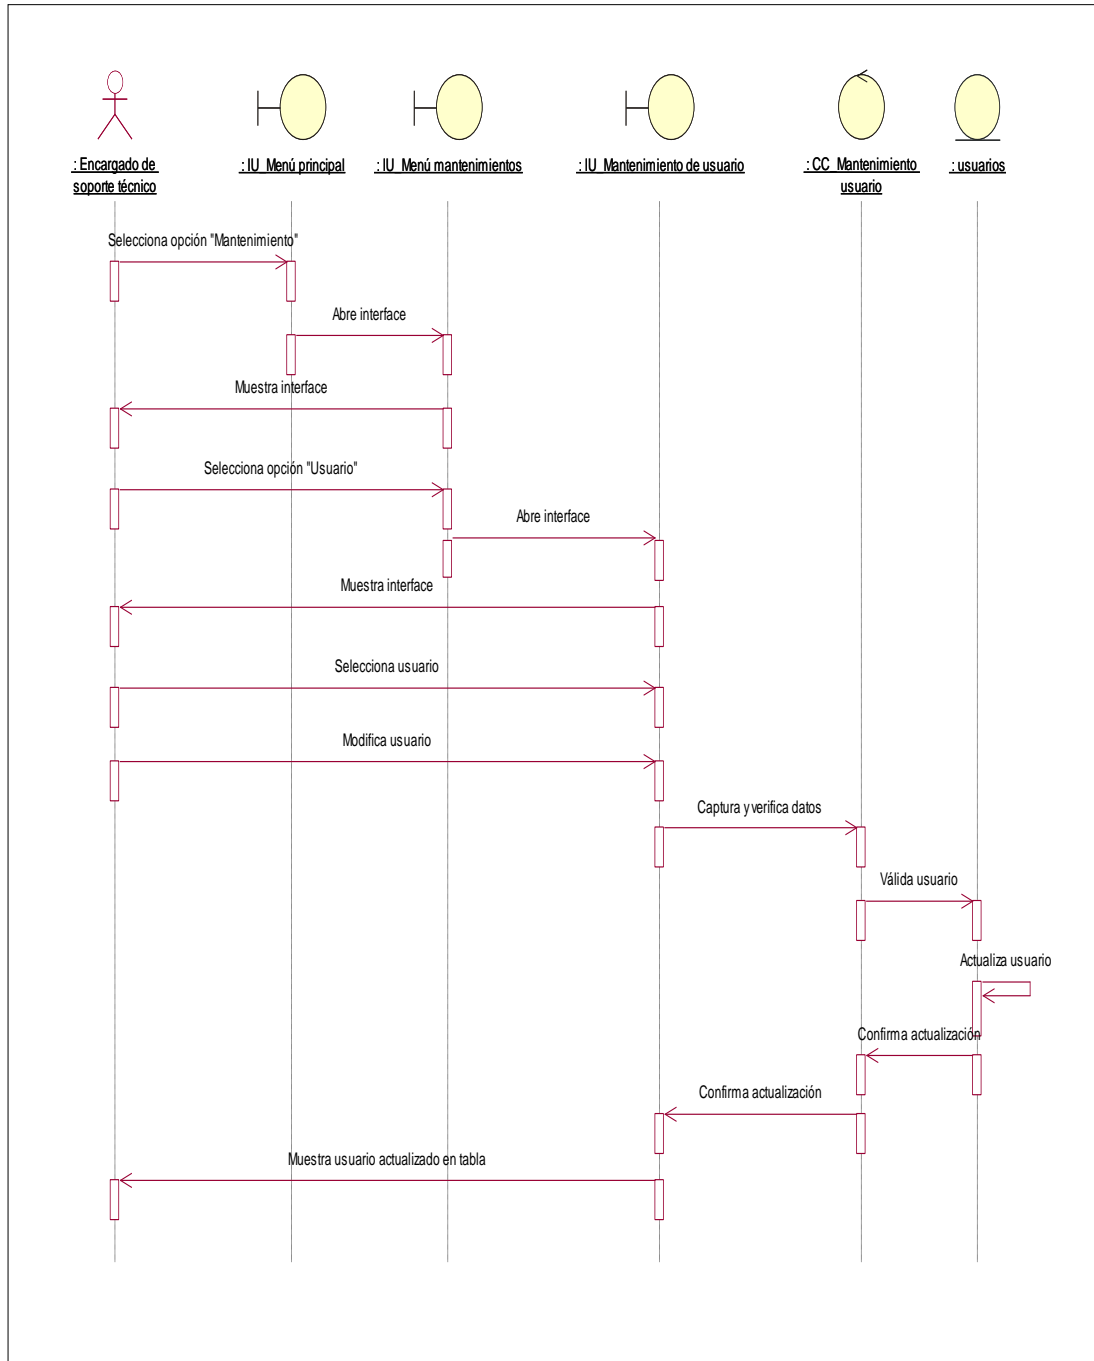 : Encargado de
soporte técnico
: IU_Menú principal
: IU_Menú mantenimientos
: IU_Mantenimiento de usuario
: CC_Mantenimiento
usuario
: usuarios
Selecciona opción "Mantenimiento"
Abre interface
Muestra interface
Selecciona opción "Usuario"
Abre interface
Muestra interface
Selecciona usuario
Modifica usuario
Captura y verifica datos
Válida usuario
Actualiza usuario
Confirma actualización
Confirma actualización
Muestra usuario actualizado en tabla